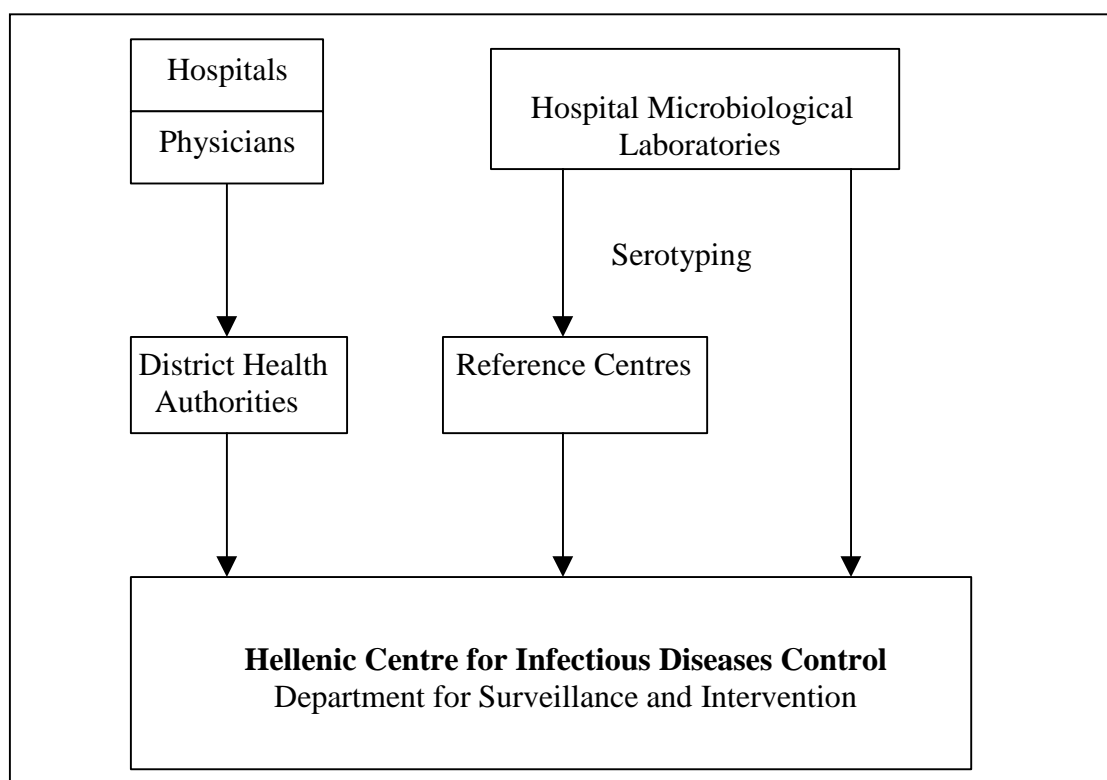 Hospitals
Physicians
Hospital Microbiological
Laboratories
Serotyping
District Health
Authorities
Reference Centres
Hellenic Centre for Infectious Diseases Control
Department for Surveillance and Intervention